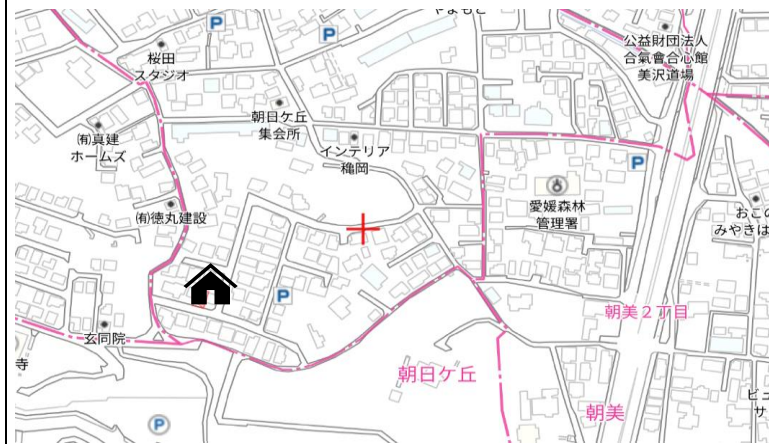 やまもと
P
P
桜田
スタジオ
公益財団法人
合氣會合心館
美沢道場
朝日ケ丘
集会所
㈲真建
ホームズ
インテリア
穐岡
P
愛媛森林
管理署
㈲徳丸建設
おこの
みやきは
P
朝美2丁目
玄同院
寺
朝日ケ丘
朝美
ビュ
サ
P